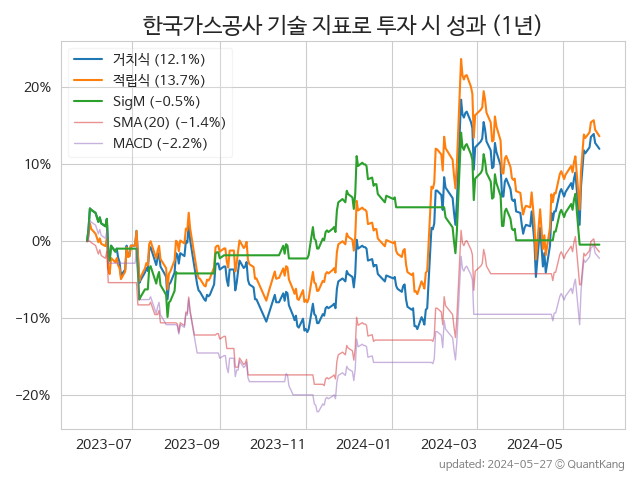 한국가스공사 기술 지표로 투자 시 성과 (1년)
거치식 (12.1%)
적립식 (13.7%)
SigM (−0.5%)
SMA(20) (−1.4%)
MACD (−2.2%)
20%
10%
0%
−10%
−20%
2023-07
2023-09
2023-11
2024-01
2024-03
2024-05
updated: 2024-05-27 © QuantKang